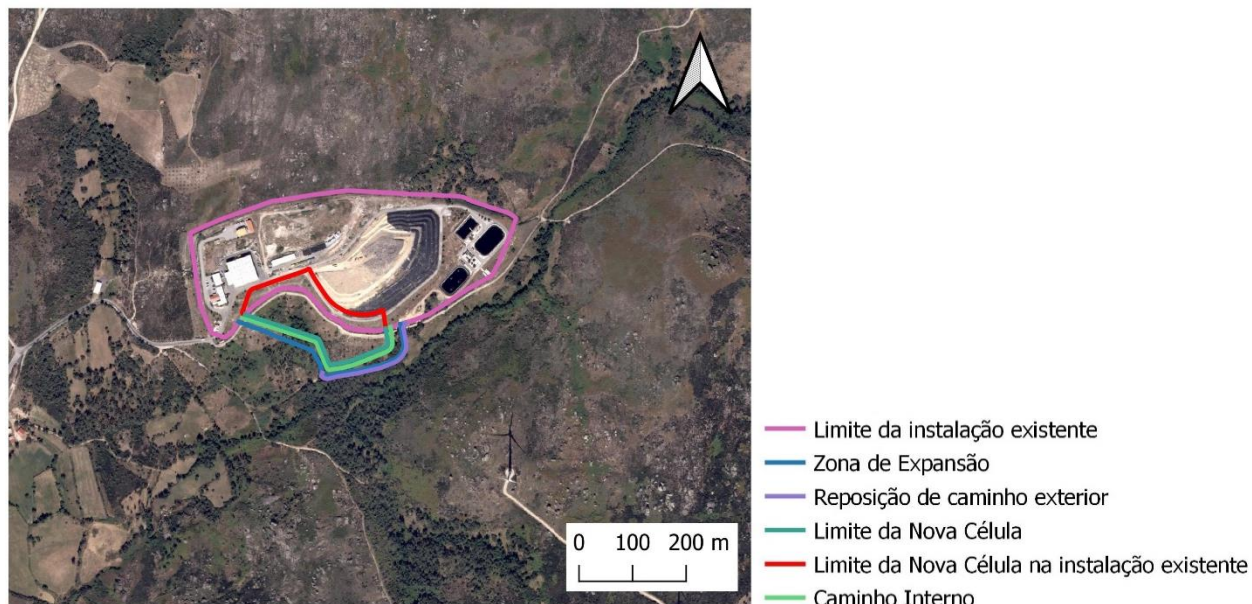 Limite da instalação existente
Zona de Expansão
Reposição de caminho exterior
Limite da Nova Célula
0 100 200 m
Limite da Nova Célula na instalação existente
Caminho Interno